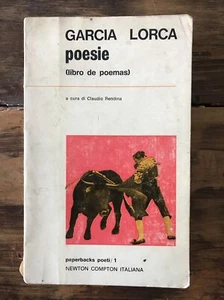 GARCIA LORCA
poesie
(libro de poemas)
a cura di Claudio Rendina
paperbacks poeti/1
NEWTON COMPTON ITALIANA